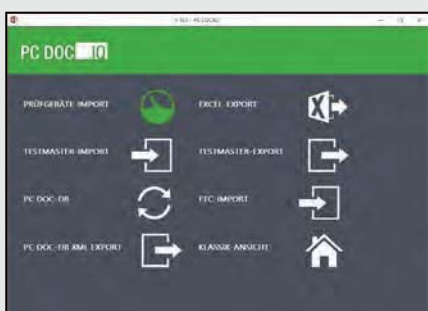 PC DOC IQ
PRÜFGERÄTE-IMPORT
EXCEL-EXPORT
TESTMASTER-IMPORT
TESTMASTER-EXPORT
PC DOC-DB
ETC-IMPORT
PC DOC-DB XML EXPORT
KLASSIK-ANSICHT